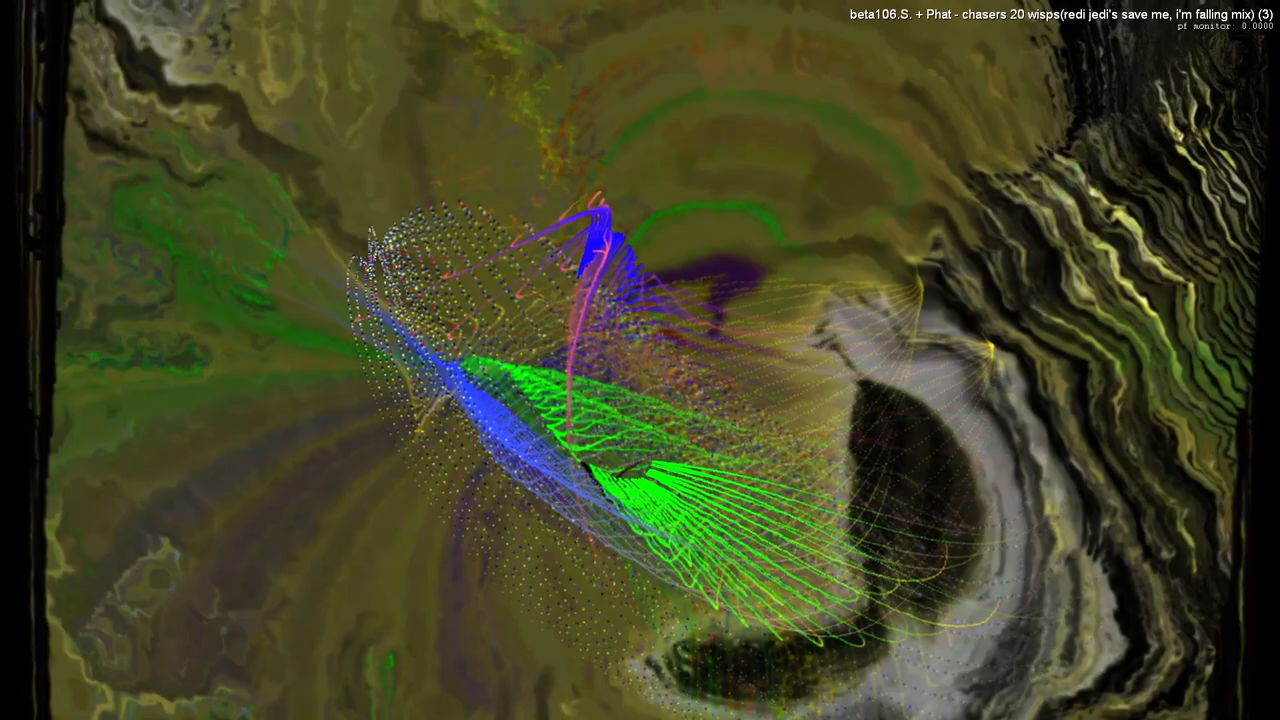 beta106.S. + Phat - chasers 20 wisps(redi jedi's save me, i'm falling mix) (3)
pf monitor: 0.0000